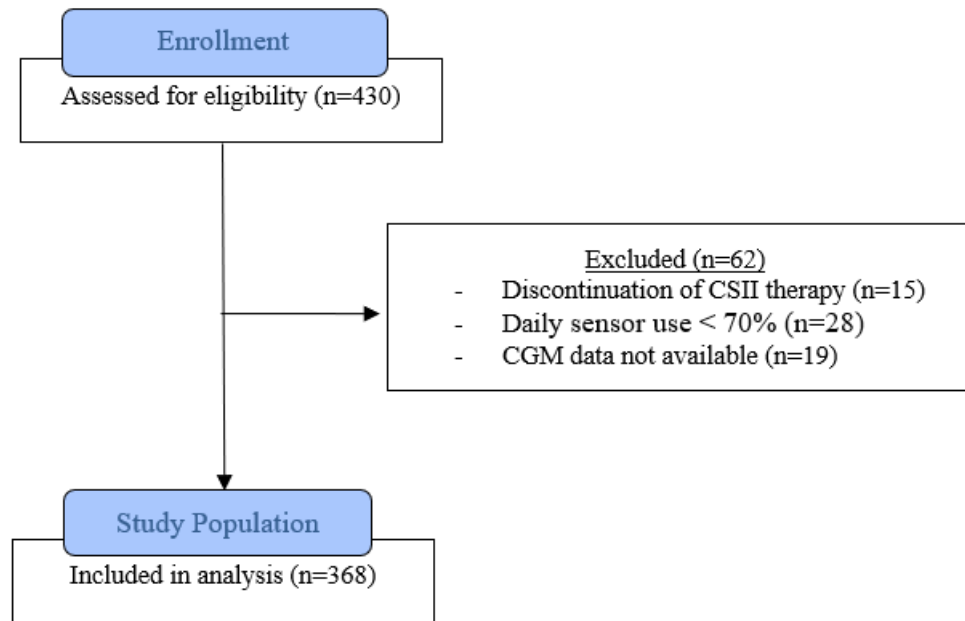 Enrollment
Assessed for eligibility (n=430)
Excluded (n=62)
- Discontinuation of CSII therapy (n=15)
- Daily sensor use < 70% (n=28)
- CGM data not available (n=19)
Study Population
Included in analysis (n=368)